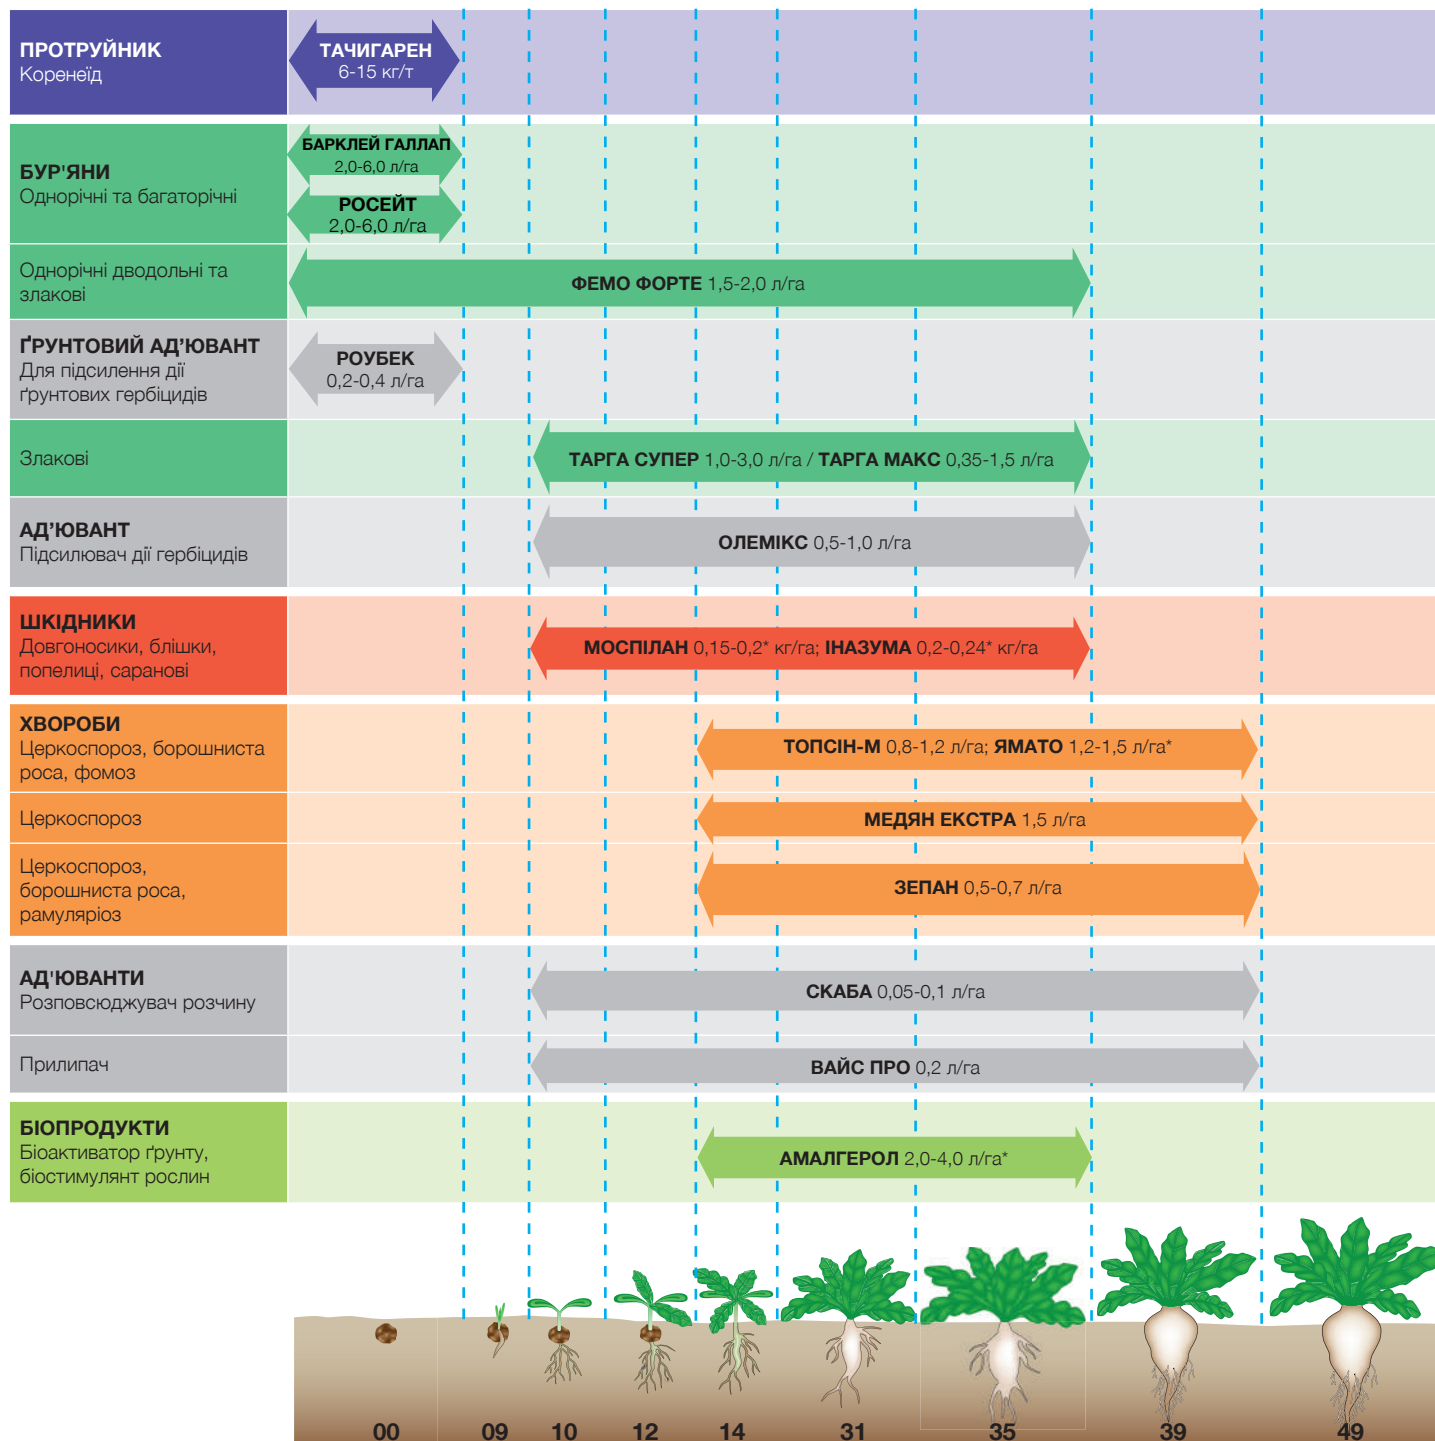 ПРОТРУЙНИК
Коренеїд
ТАЧИГАРЕН
6-15 кг/т
БУР'ЯНИ
Однорічні та багаторічні
БАРКЛЕЙ ГАЛЛАП
2,0-6,0 л/га
РОСЕЙТ
2,0-6,0 л/га
Однорічні дводольні та
злакові
ФЕМО ФОРТЕ 1,5-2,0 л/га
ҐРУНТОВИЙ АД’ЮВАНТ
Для підсилення дії
ґрунтових гербіцидів
РОУБЕК
0,2-0,4 л/га
Злакові
ТАРГА СУПЕР 1,0-3,0 л/га / ТАРГА МАКС 0,35-1,5 л/га
АД’ЮВАНТ
Підсилювач дії гербіцидів
ОЛЕМІКС 0,5-1,0 л/га
ШКІДНИКИ
Довгоносики, блішки,
попелиці, саранові
МОСПІЛАН 0,15-0,2* кг/га; ІНАЗУМА 0,2-0,24* кг/га
ХВОРОБИ
Церкоспороз, борошниста
роса, фомоз
ТОПСІН-М 0,8-1,2 л/га; ЯМАТО 1,2-1,5 л/га*
Церкоспороз
МЕДЯН ЕКСТРА 1,5 л/га
Церкоспороз,
борошниста роса,
рамуляріоз
ЗЕПАН 0,5-0,7 л/га
АД'ЮВАНТИ
Розповсюджувач розчину
СКАБА 0,05-0,1 л/га
Прилипач
ВАЙС ПРО 0,2 л/га
БІОПРОДУКТИ
Біоактиватор ґрунту,
біостимулянт рослин
АМАЛГЕРОЛ 2,0-4,0 л/га*
00 09 10 12 14 31 35 39 49